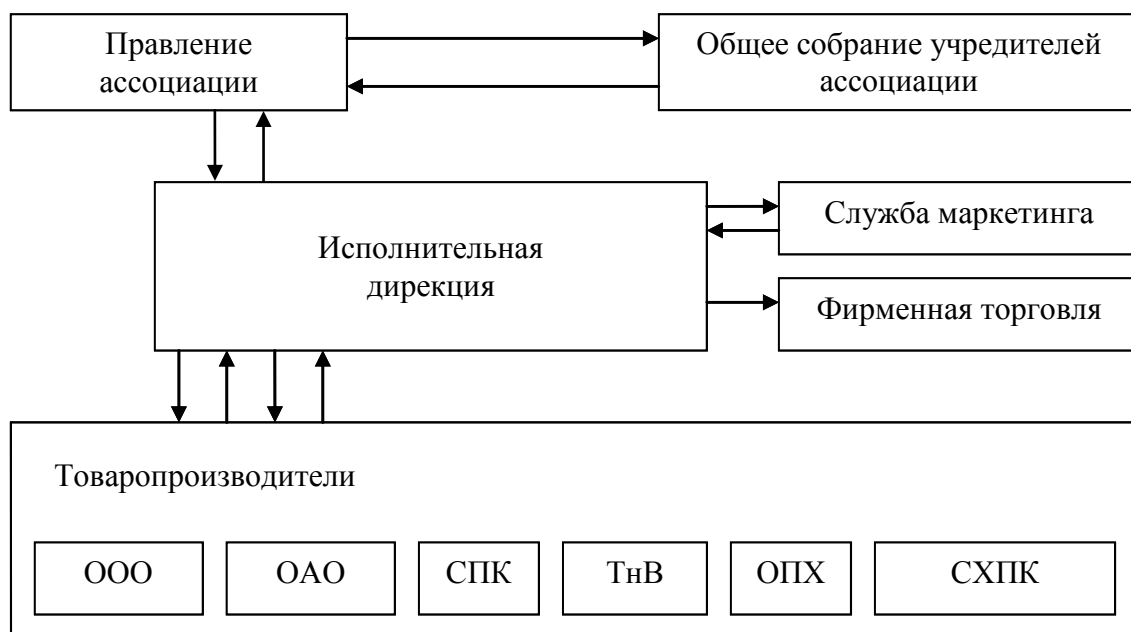 Правление
ассоциации
Общее собрание учредителей
ассоциации
Исполнительная
дирекция
Служба маркетинга
Фирменная торговля
Товаропроизводители
ООО
ОАО
СПК
ТнВ
ОПХ
СХПК